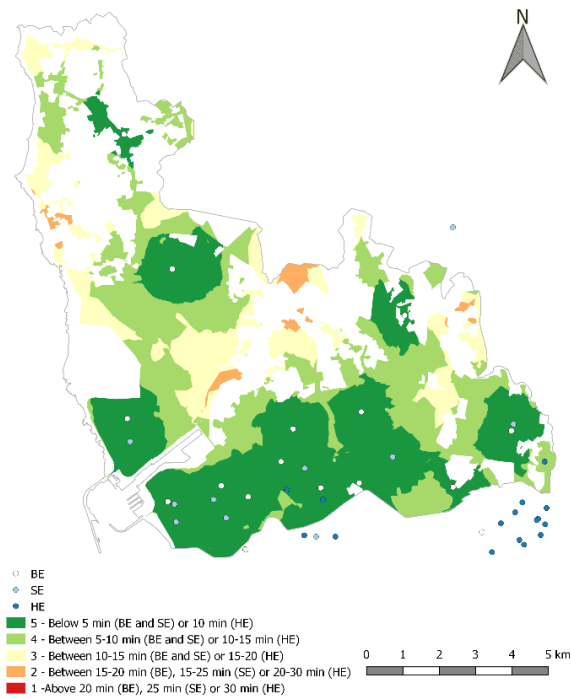 N
BE
SE
HE
5 - Below 5 min (BE and SE) or 10 min (HE)
4 - Between 5-10 min (BE and SE) or 10-15 min (HE)
3 - Between 10-15 min (BE and SE) or 15-20 (HE)
2 - Between 15-20 min (BE), 15-25 min (SE) or 20-30 min (HE)
1 -Above 20 min (BE), 25 min (SE) or 30 min (HE)
0 1 2 3 4 5 km